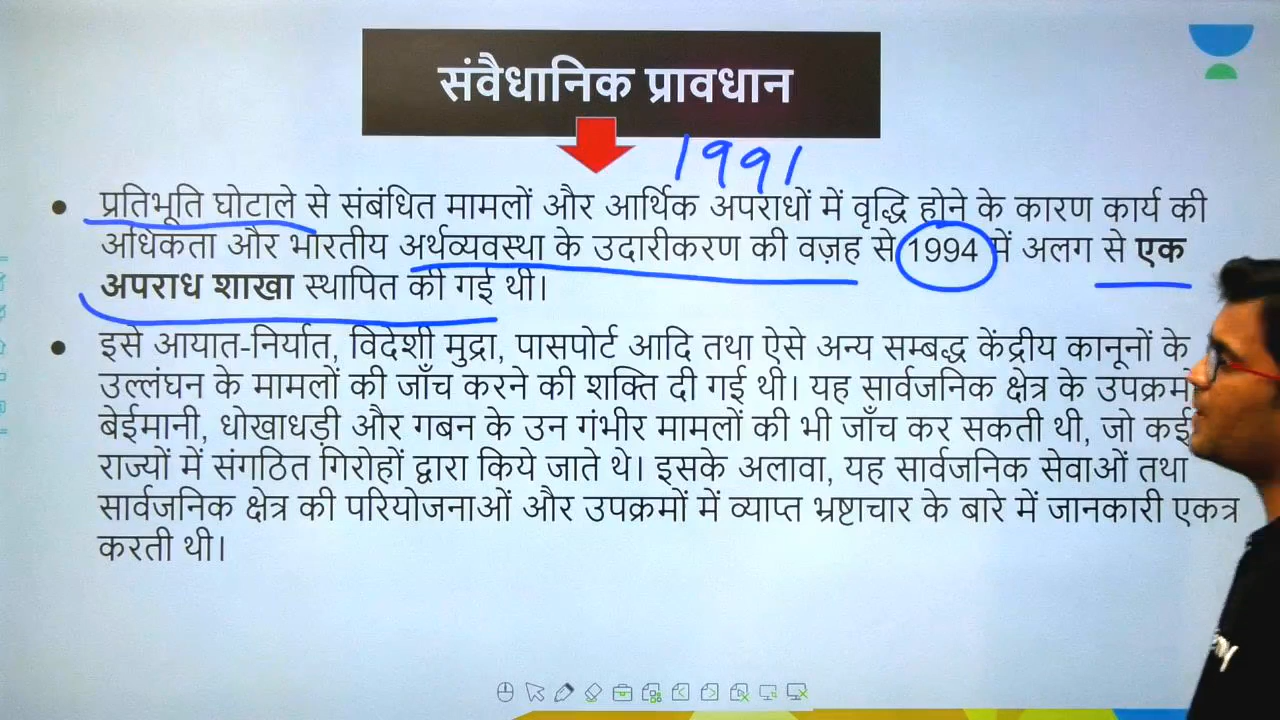 संवैधानिक प्रावधान
1991
प्रतिभूति घोटाले से संबंधित मामलों और आर्थिक अपराधों में वृद्धि होने के कारण कार्य की
अधिकता और भारतीय अर्थव्यवस्था के उदारीकरण की वज़ह से 1994 में अलग से एक
अपराध शाखा स्थापित की गई थी।
इसे आयात-निर्यात, विदेशी मुद्रा, पासपोर्ट आदि तथा ऐसे अन्य सम्बद्ध केंद्रीय कानूनों के
उल्लंघन के मामलों की जाँच करने की शक्ति दी गई थी। यह सार्वजनिक क्षेत्र के
बेईमानी, धोखाधड़ी और गबन के उन गंभीर मामलों की भी जाँच कर सकती थी, जो कई
राज्यों में संगठित गिरोहों द्वारा किये जाते थे। इसके अलावा, यह सार्वजनिक सेवाओं तथा
सार्वजनिक क्षेत्र की परियोजनाओं और उपक्रमों में व्याप्त भ्रष्टाचार के बारे में जानकारी एकत्र
करती थी।